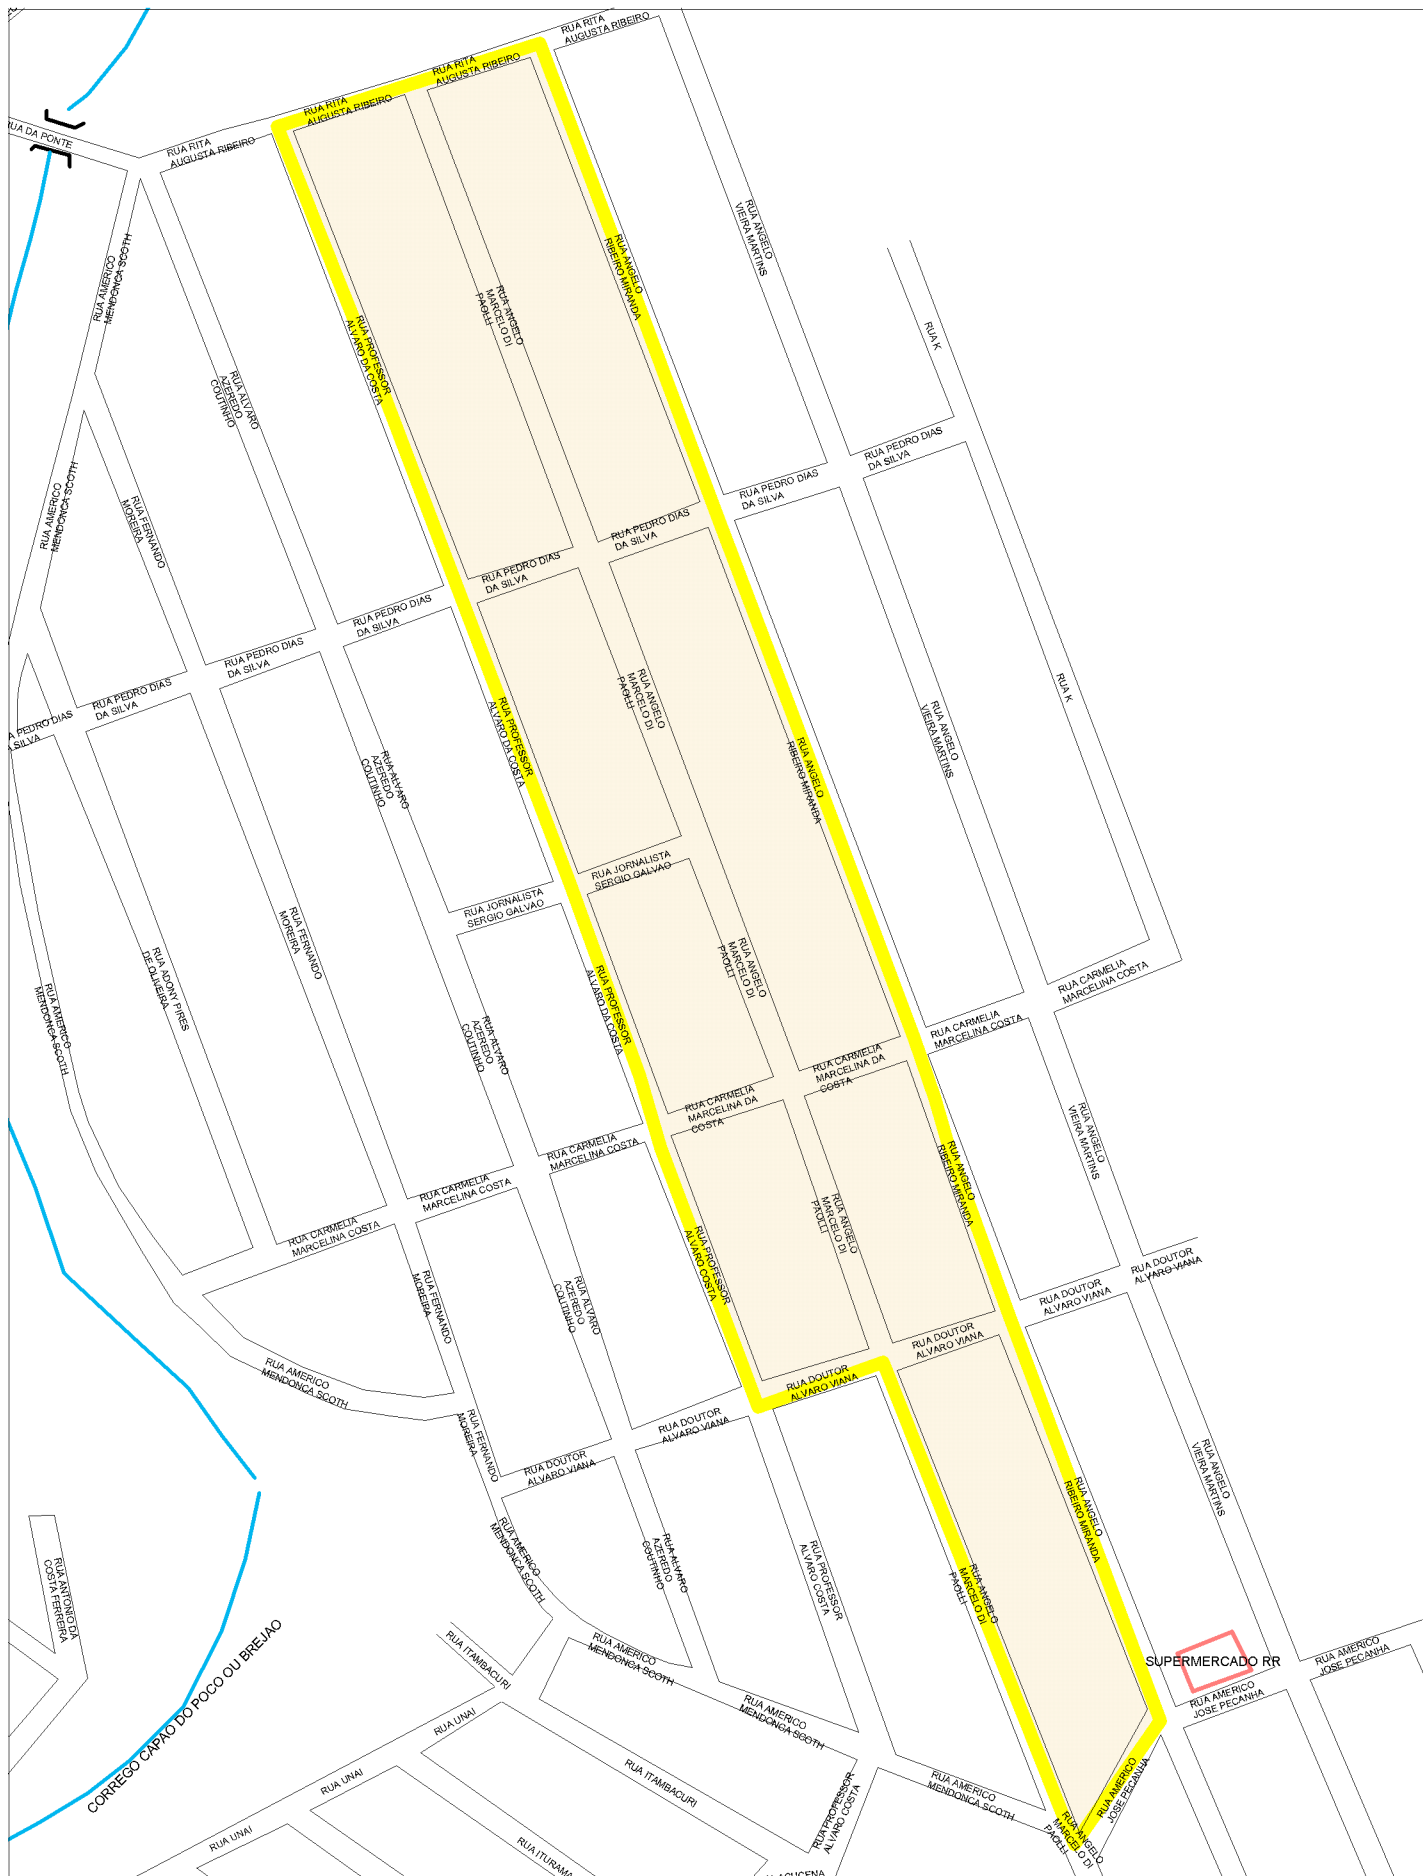 RUA RITA
AUGUSTA RIBEIRO
RUA RITA
AUGUSTA RIBEIRO
RUA RITA
AUGUSTA RIBEIRO
RUA RITA
AUGUSTA RIBEIRO
RUA DA PONTE
RUA AMERICO
MENDONCA SCOTH
RUA ANGELO
VIEIRA MARTINS
RUA ANGELO
RIBEIRO MIRANDA
RUA ANGELO
MARCELO DI
PAOLLI
RUA PROFESSOR
ALVARO DA COSTA
RUA K
RUA ALVARO
AZEREDO
COUTINHO
RUA PEDRO DIAS
DA SILVA
RUA PEDRO DIAS
DA SILVA
RUA AMERICO
MENDONCA SCOTH
RUA FERNANDO
MOREIRA
RUA PEDRO DIAS
DA SILVA
RUA PEDRO DIAS
DA SILVA
RUA PEDRO DIAS
DA SILVA
RUA PEDRO DIAS
DA SILVA
RUA PEDRO DIAS
DA SILVA
PEDRO DIAS
SILVA
RUA ANGELO
MARCELO DI
PAOLLI
RUA K
RUA PROFESSOR
ALVARO DA COSTA
RUA ANGELO
VIEIRA MARTINS
RUA ANGELO
RIBEIRO MIRANDA
RUA ALVARO
AZEREDO
COUTINHO
RUA JORNALISTA
SERGIO GALVAO
RUA JORNALISTA
SERGIO GALVAO
RUA FERNANDO
MOREIRA
RUA ADONY PIRES
DE OLIVEIRA
RUA AMERICO
MENDONCA SCOTH
RUA ANGELO
MARCELO DI
PAOLLI
RUA PROFESSOR
ALVARO DA COSTA
RUA ALVARO
AZEREDO
COUTINHO
RUA CARMELIA
MARCELINA COSTA
RUA CARMELIA
MARCELINA COSTA
RUA CARMELIA
MARCELINA DA
COSTA
RUA CARMELIA
MARCELINA DA
COSTA
RUA CARMELIA
MARCELINA COSTA
RUA CARMELIA
MARCELINA COSTA
RUA CARMELIA
MARCELINA COSTA
RUA ANGELO
VIEIRA MARTINS
RUA ANGELO
RIBEIRO MIRANDA
RUA ANGELO
MARCELO DI
PAOLLI
RUA PROFESSOR
ALVARO COSTA
RUA ALVARO
AZEREDO
COUTINHO
RUA FERNANDO
MOREIRA
RUA DOUTOR
ALVARO VIANA
RUA DOUTOR
ALVARO VIANA
RUA DOUTOR
ALVARO VIANA
RUA DOUTOR
ALVARO VIANA
RUA DOUTOR
ALVARO VIANA
RUA DOUTOR
ALVARO VIANA
RUA AMERICO
MENDONCA SCOTH
RUA FERNANDO
MOREIRA
RUA ANGELO
VIEIRA MARTINS
RUA ANGELO
RIBEIRO MIRANDA
RUA AMERICO
MENDONCA SCOTH
RUA ALVARO
AZEREDO
COUTINHO
RUA PROFESSOR
ALVARO COSTA
RUA ANGELO
MARCELO DI
PAOLLI
RUA ANTONIO DA
COSTA FERREIRA
CORREGO CAPAO DO POCO OU BREJAO
RUA ITAMBACURI
RUA AMERICO
MENDONCA SCOTH
SUPERMERCADO RR
RUA AMERICO
JOSE PECANHA
RUA AMERICO
JOSE PECANHA
RUA AMERICO
MENDONCA SCOTH
RUA UNAI
RUA UNAI
RUA UNAI
RUA ITAMBACURI
RUA AMERICO
MENDONCA SCOTH
RUA PROFESSOR
ALVARO COSTA
RUA AMERICO
JOSE PECANHA
RUA ANGELO
MARCELO DI
PAOLLI
RUA ITURAMA